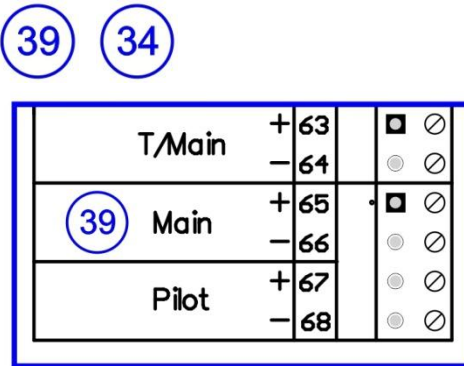 39 34
T/Main + 63
- 64
39 Main + 65
- 66
Pilot + 67
- 68